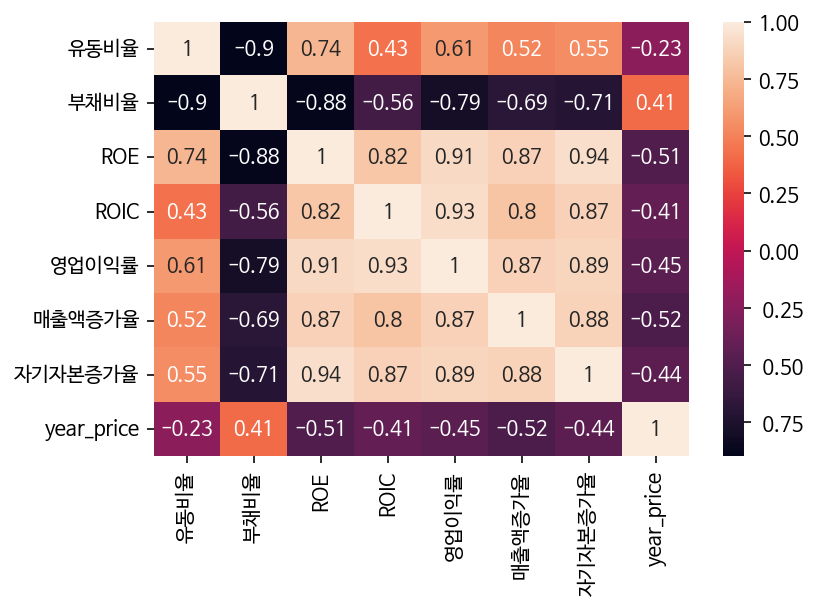 유동비율 1 −0.9 0.74 0.43 0.61 0.52 0.55 −0.23
부채비율 −0.9 1 −0.88 −0.56 −0.79 −0.69 −0.71 0.41
ROE 0.74 −0.88 1 0.82 0.91 0.87 0.94 −0.51
ROIC 0.43 −0.56 0.82 1 0.93 0.8 0.87 −0.41
영업이익률 0.61 −0.79 0.91 0.93 1 0.87 0.89 −0.45
매출액증가율 0.52 −0.69 0.87 0.8 0.87 1 0.88 −0.52
자기자본증가율 0.55 −0.71 0.94 0.87 0.89 0.88 1 −0.44
year_price −0.23 0.41 −0.51 −0.41 −0.45 −0.52 −0.44 1
유동비율
부채비율
ROE
ROIC
영업이익률
매출액증가율
자기자본증가율
year_price
1.00
0.75
0.50
0.25
0.00
0.25
0.50
0.75